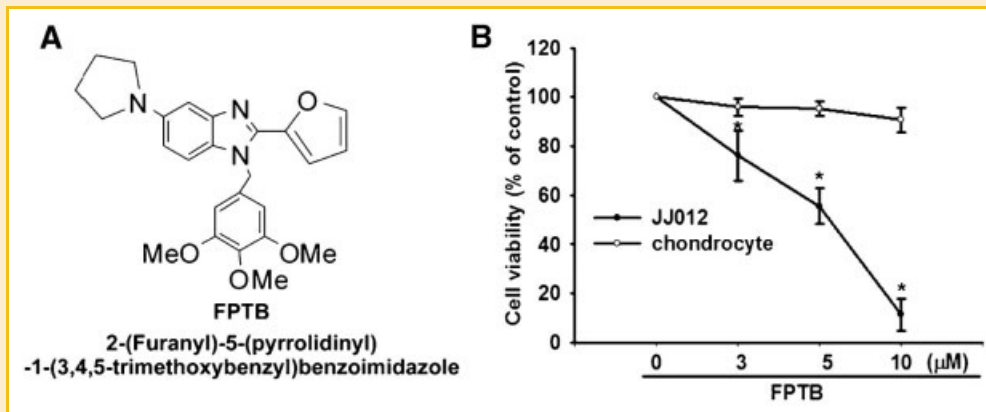 A
N
N
N
O
MeO
OMe
OMe
FPTB
2-(Furanyl)-5-(pyrrolidinyl)
-1-(3,4,5-trimethoxybenzyl)benzoimidazole
B
Cell viability (% of control)
120
100
80
60
40
20
0
*
*
*
JJ012
chondrocyte
0 3 5 10 (µM)
FPTB